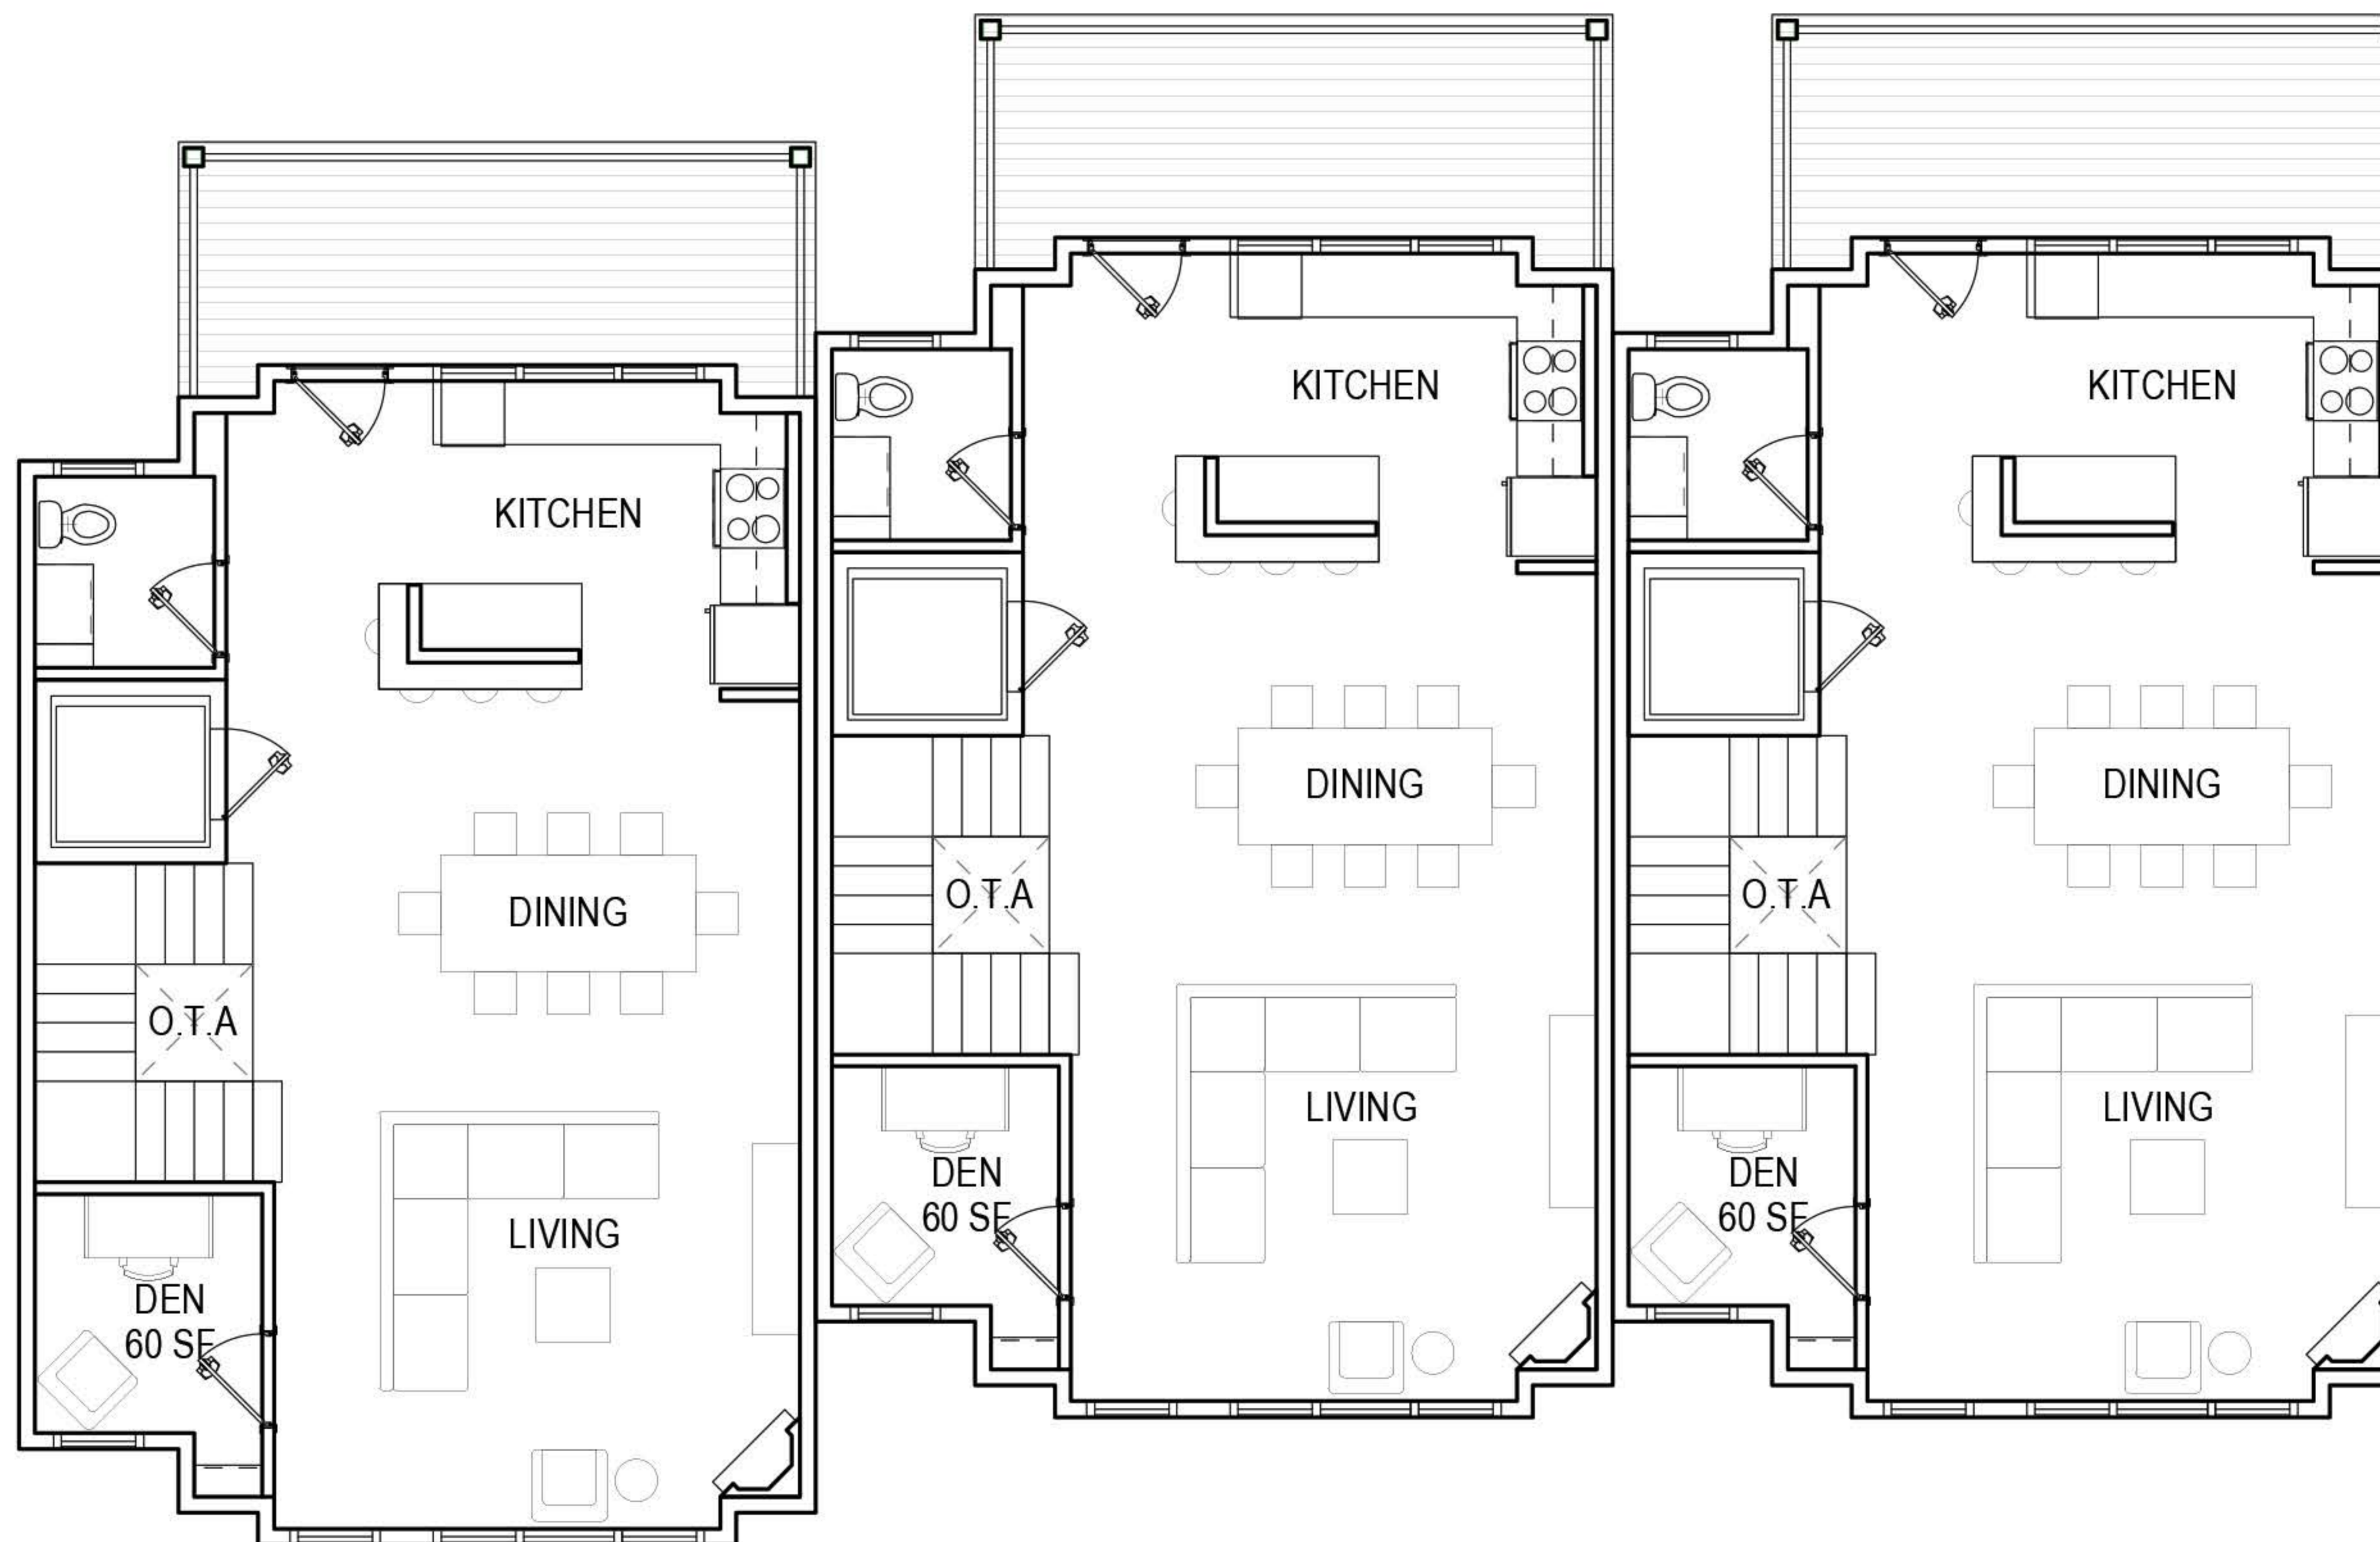 KITCHEN
DINING
O.T.A
LIVING
DEN
60 SF
KITCHEN
DINING
O.T.A
LIVING
DEN
60 SF
KITCHEN
DINING
O.T.A
LIVING
DEN
60 SF